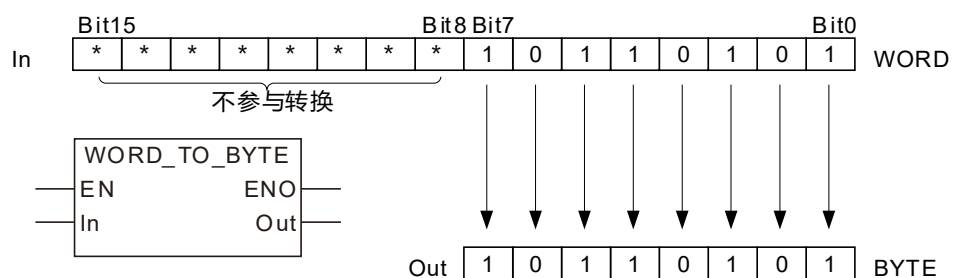 Bit15 Bit8 Bit7 Bit0
In * * * * * * * * 1 0 1 1 0 1 0 1 WORD
不参与转换
WORD_TO_BYTE
EN ENO
In Out
Out 1 0 1 1 0 1 0 1 BYTE